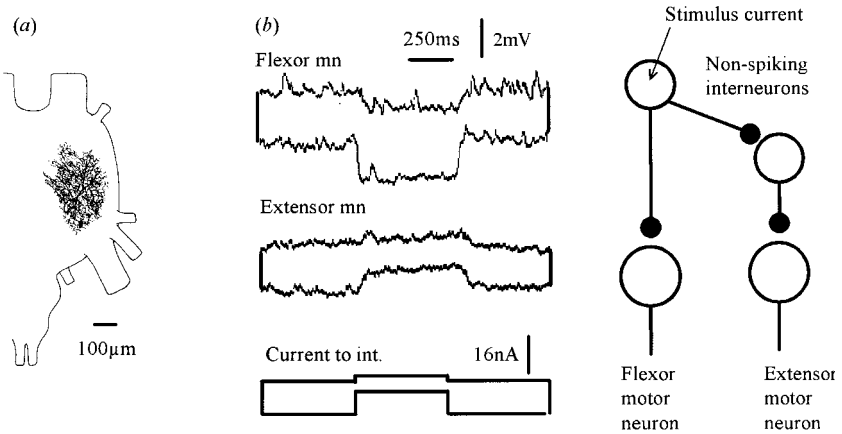 (a)
100µm
(b)
250ms
2mV
Flexor mn
Extensor mn
Current to int.
16nA
Stimulus current
Non-spiking
interneurons
Flexor
motor
neuron
Extensor
motor
neuron